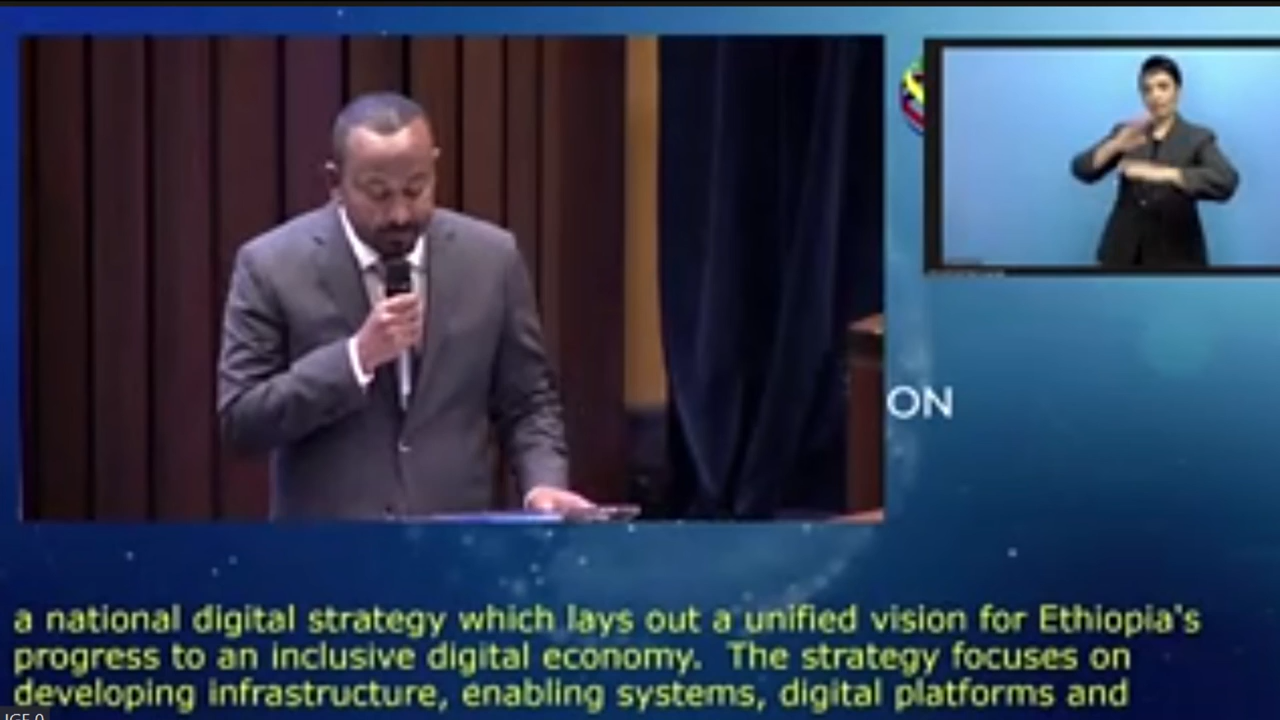 ON
a national digital strategy which lays out a unified vision for Ethiopia's
progress to an inclusive digital economy. The strategy focuses on
developing infrastructure, enabling systems, digital platforms and